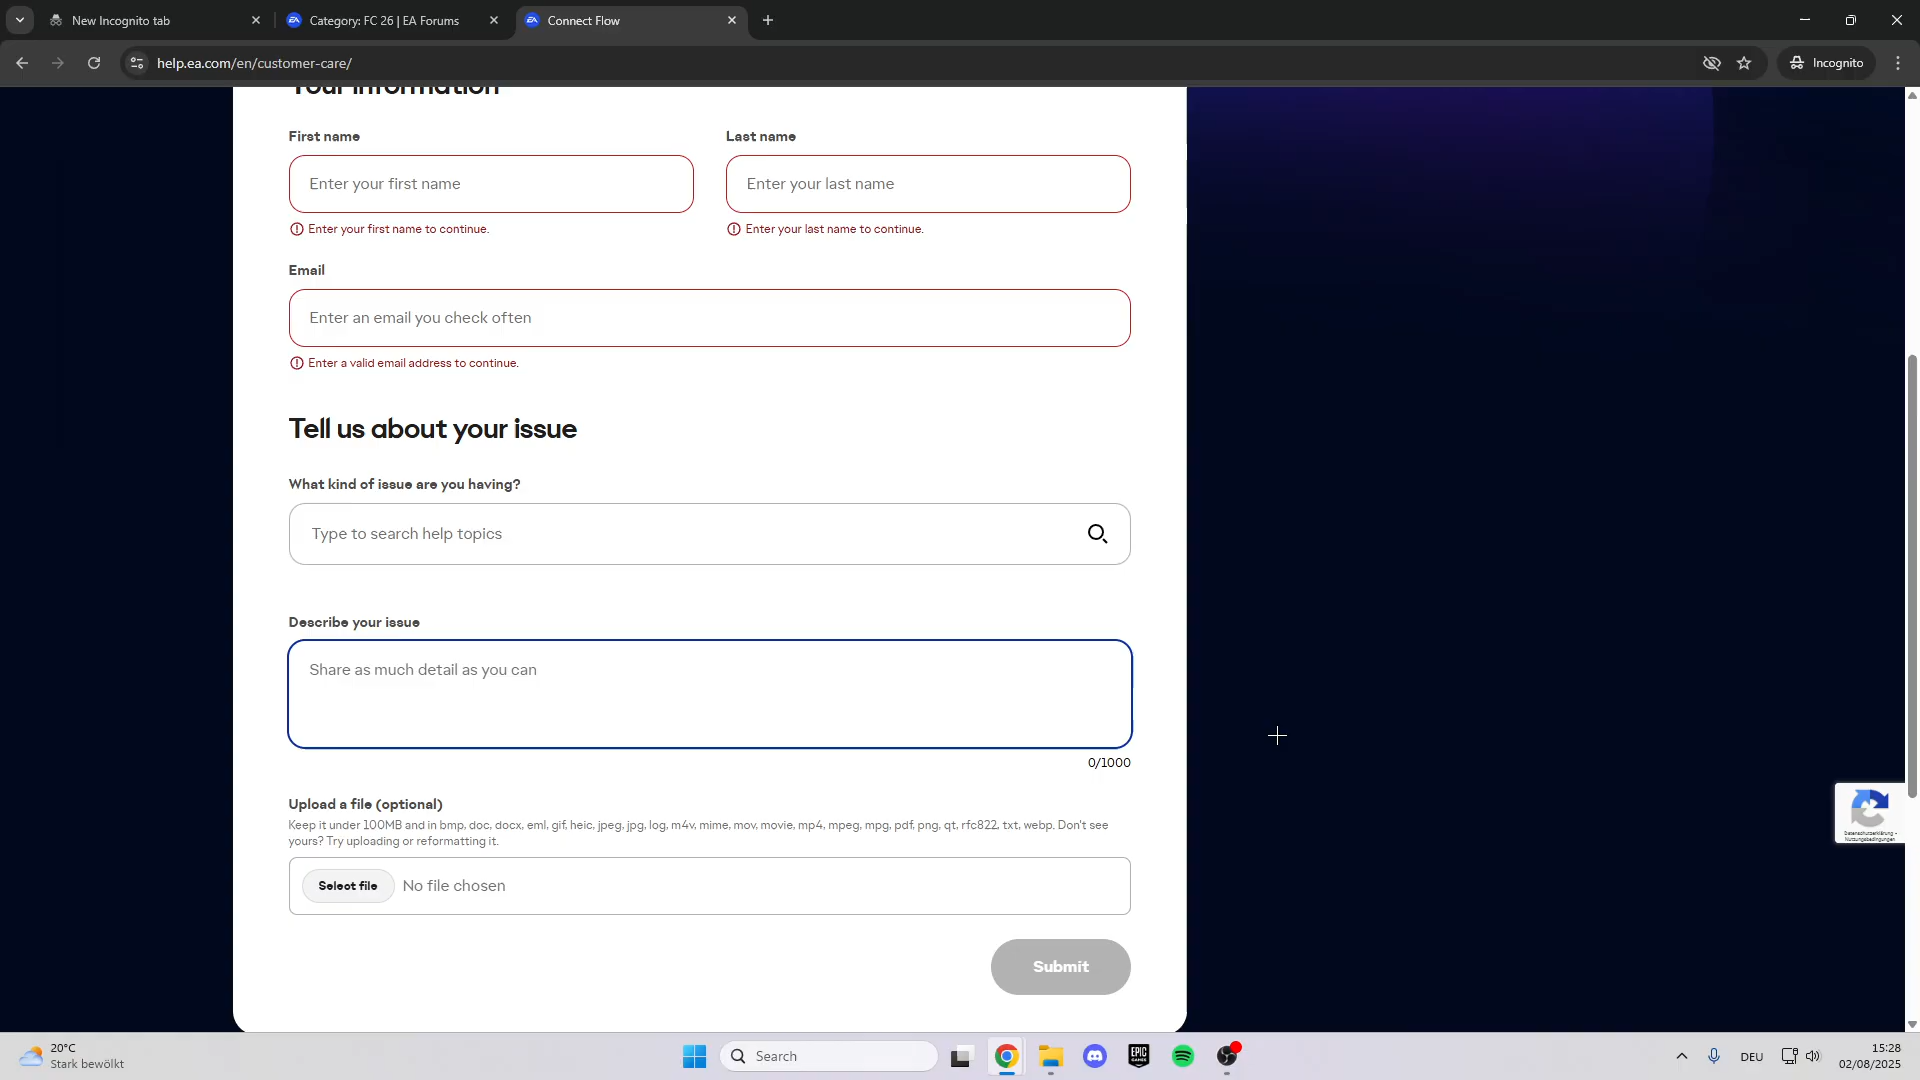 New Incognito tab
Category: FC 26 | EA Forums
Connect Flow
help.ea.com/en/customer-care/
Incognito
Your information
First name
Last name
Enter your first name
Enter your last name
Enter your first name to continue.
Enter your last name to continue.
Email
Enter an email you check often
Enter a valid email address to continue.
Tell us about your issue
What kind of issue are you having?
Type to search help topics
Describe your issue
Share as much detail as you can
0/1000
Upload a file (optional)
Keep it under 100MB and in bmp, doc, docx, eml, gif, heic, jpeg, jpg, log, m4v, mime, mov, movie, mp4, mpeg, mpg, pdf, png, qt, rfc822, txt, webp. Don't see
yours? Try uploading or reformatting it.
Datenschutzerklärung -
Nutzungsbedingungen
Select file
No file chosen
Submit
20°C
Stark bewölkt
Search
EPIC
GAMES
DEU
15:28
02/08/2025